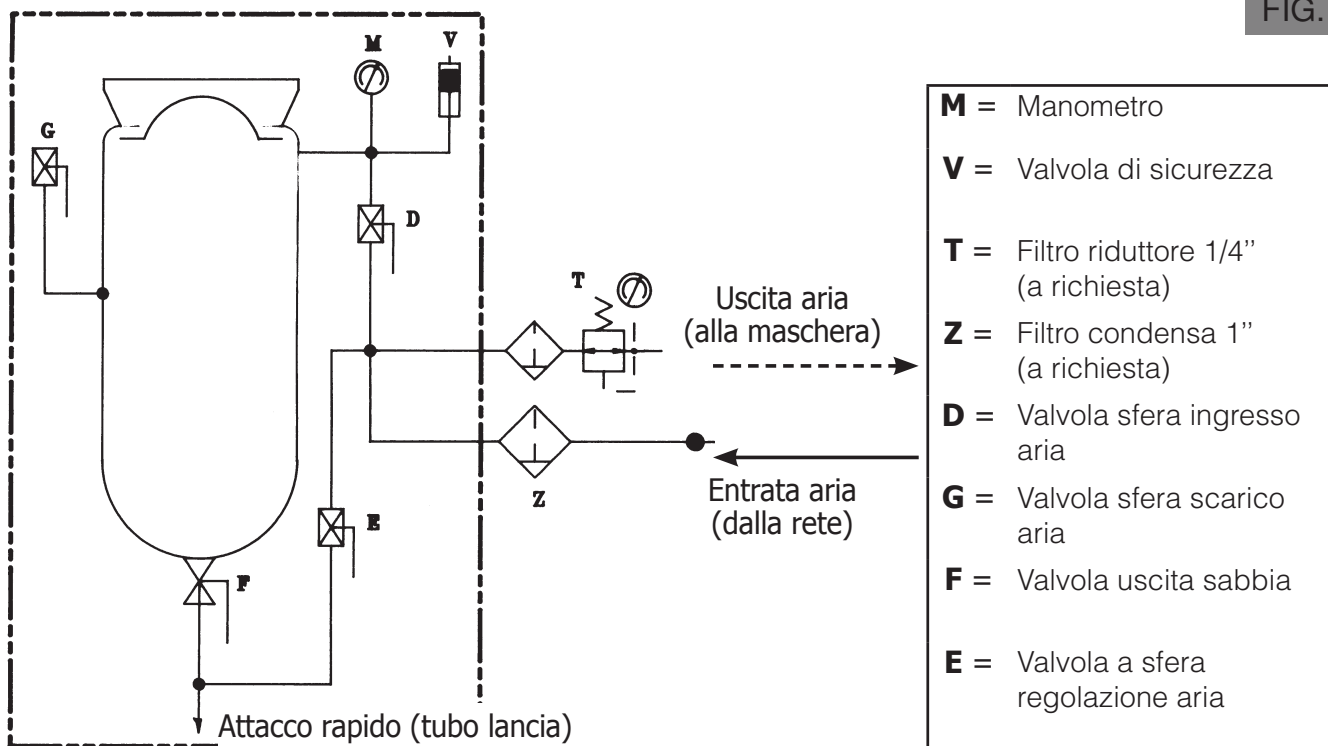 FIG.
M
V
G
D
T
Uscita aria
(alla maschera)
Z
Entrata aria
(dalla rete)
E
F
Attacco rapido (tubo lancia)
M = Manometro
V = Valvola di sicurezza
T = Filtro riduttore 1/4''
(a richiesta)
Z = Filtro condensa 1''
(a richiesta)
D = Valvola sfera ingresso
aria
G = Valvola sfera scarico
aria
F = Valvola uscita sabbia
E = Valvola a sfera
regolazione aria